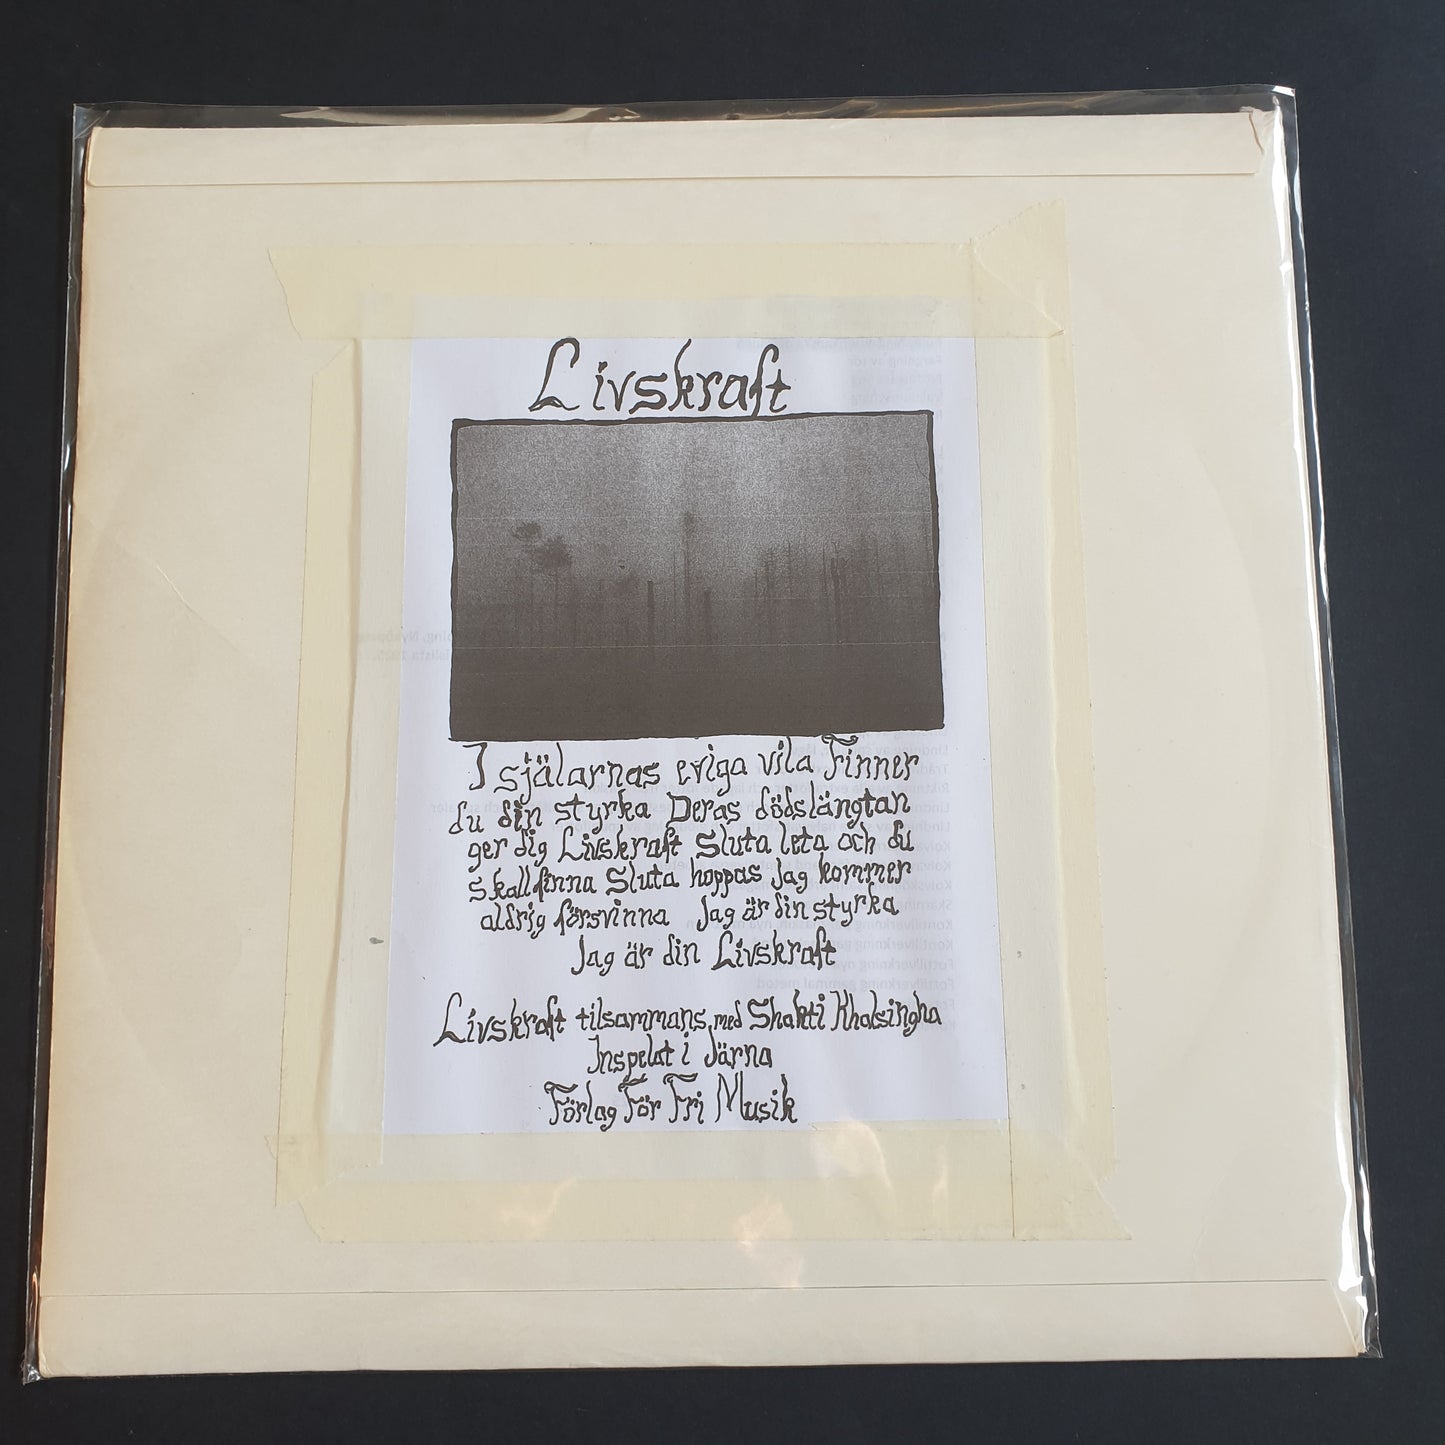 Livskraft
I själarnas eviga vila Finner
du din styrka Deras dödslängtan
ger dig Livskraft Sluta leta och du
skall finna Sluta hoppas Jag kommer
aldrig försvinna Jag är din styrka
Jag är din Livskraft
Livskraft tilsammans med Shakti Khalsingha
Inspelat i Järna
Förlag För Fri Musik